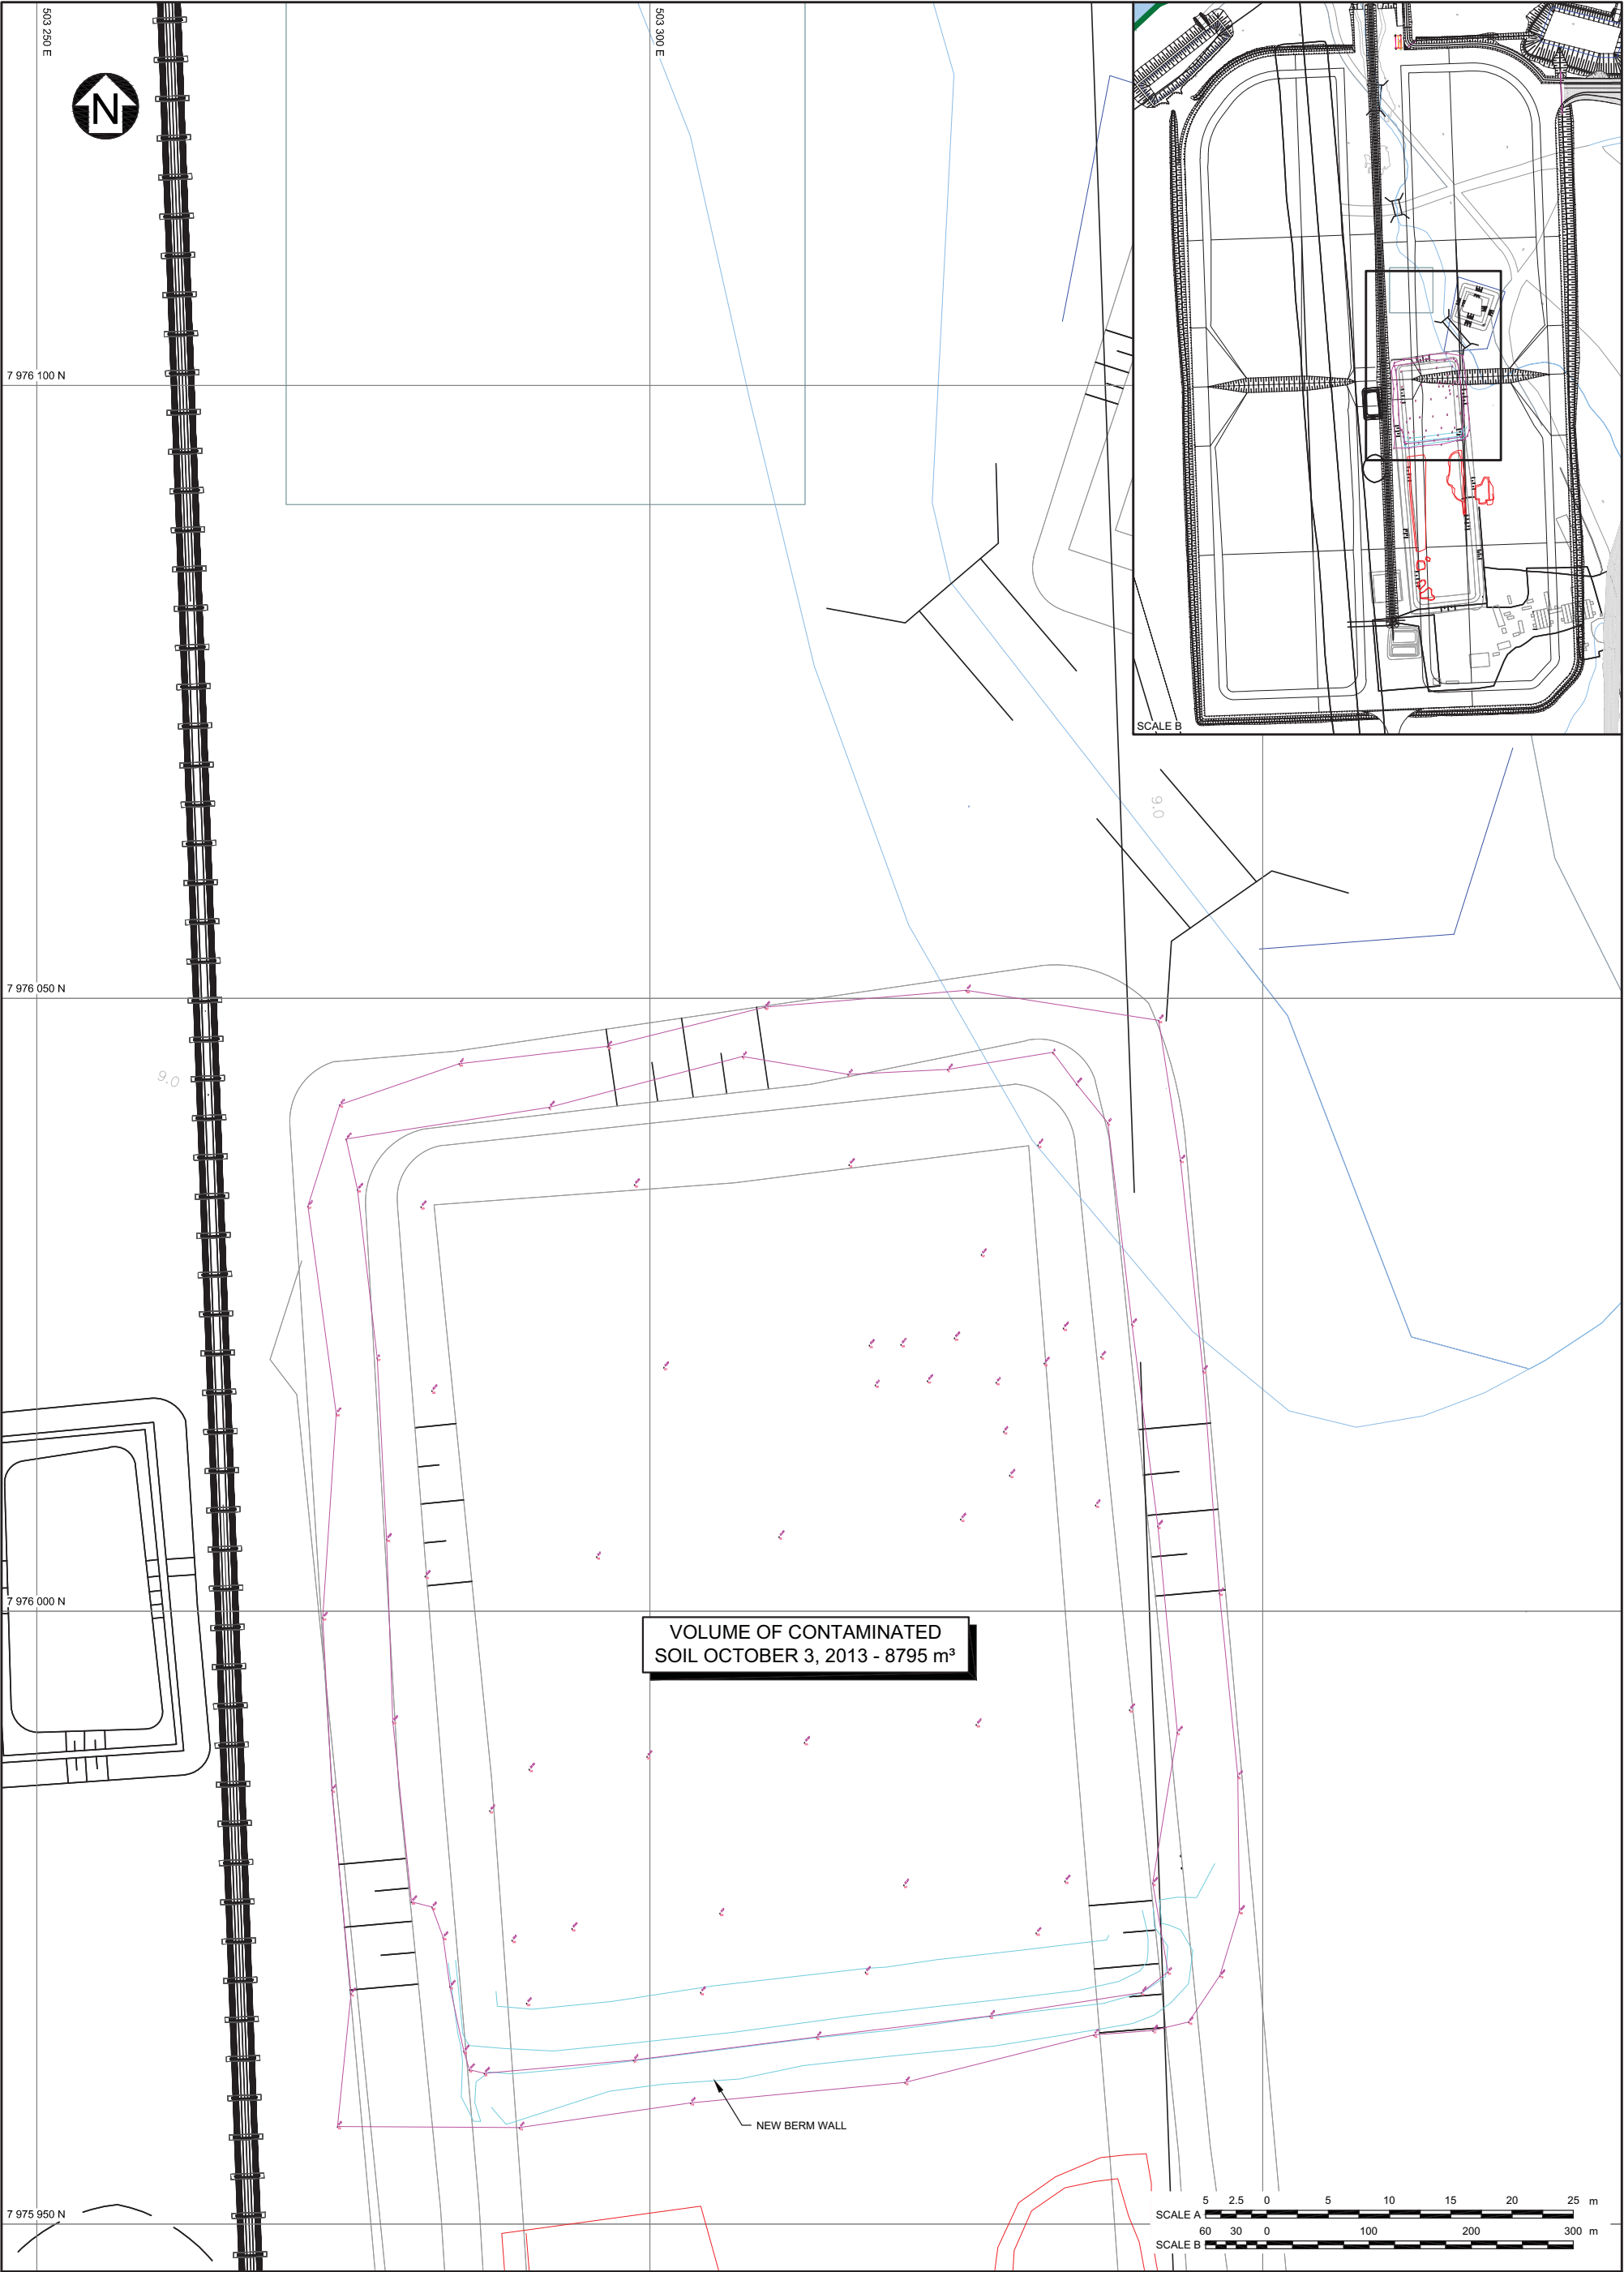 503 250 E
503 300 E
N
SCALE B
7 976 100 N
9.0
7 976 050 N
9.0
7 976 000 N
VOLUME OF CONTAMINATED
SOIL OCTOBER 3, 2013 - 8795 m³
NEW BERM WALL
7 975 950 N
5 2.5 0 5 10 15 20 25 m
SCALE A
60 30 0 100 200 300 m
SCALE B